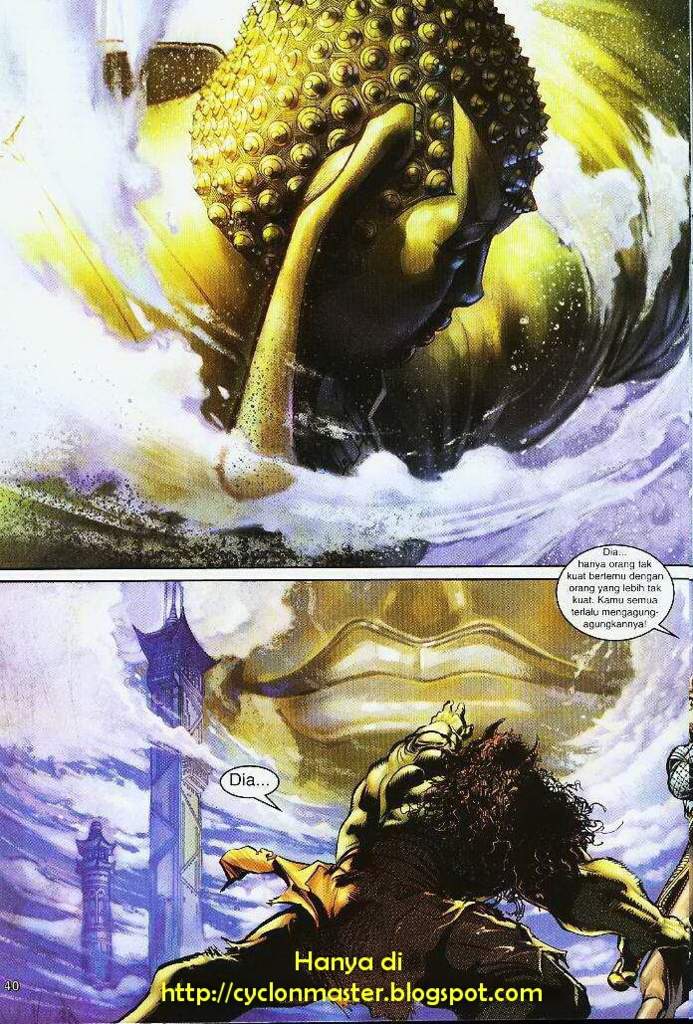 Dia...
hanya orang tak
kuat bertemu dengan
orang yang lebih tak
kuat. Kamu semua
terlalu mengagung-
agungkannya!
Dia...
Hanya di
40
http://cyclonmaster.blogspot.com